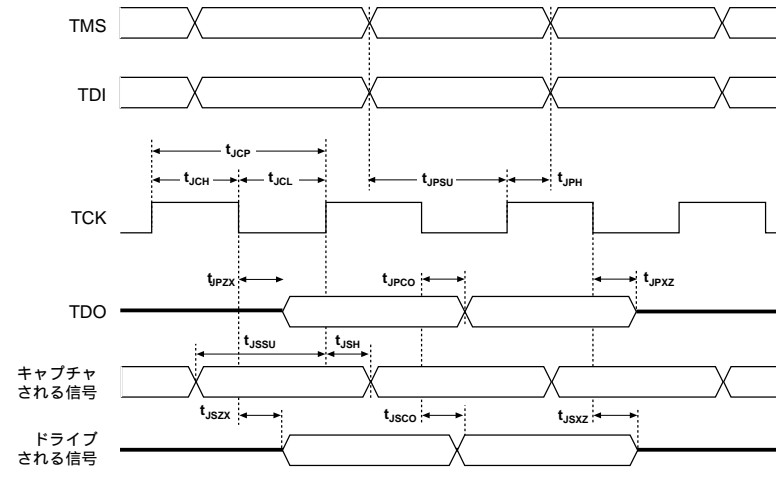 TMS
TDI
tJCP
tJCH
tJCL
tJPSU
tJPH
TCK
tJPZX
tJPCO
tJPXZ
TDO
tJSSU
tJSH
キャプチャ
される信号
tJSZX
tJSCO
tJSXZ
ドライブ
される信号